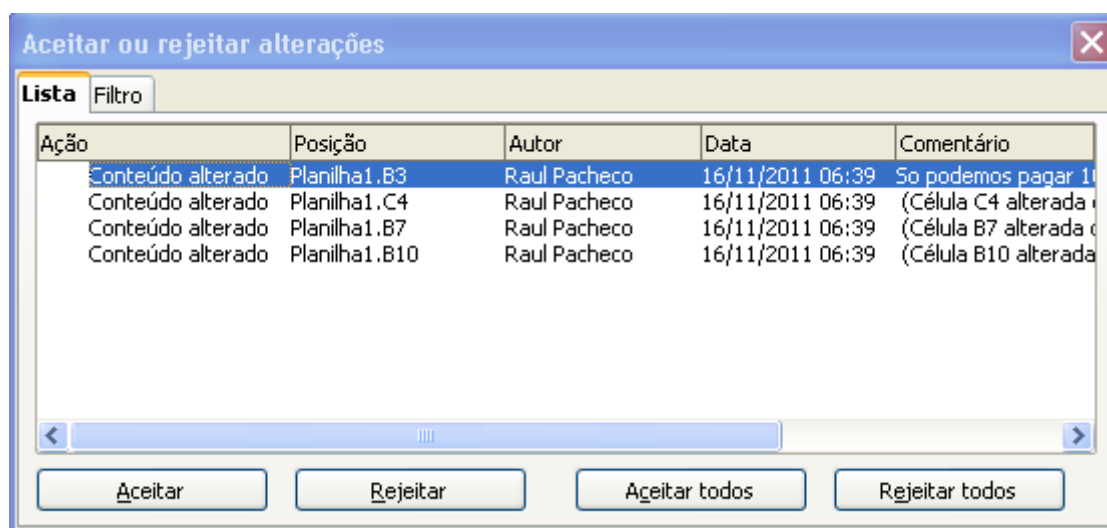 Aceitar ou rejeitar alterações
Lista Filtro
Ação Posição Autor Data Comentário
Conteúdo alterado Planilha1.B3 Raul Pacheco 16/11/2011 06:39 So podemos pagar
Conteúdo alterado Planilha1.C4 Raul Pacheco 16/11/2011 06:39 (Célula C4 alterada
Conteúdo alterado Planilha1.B7 Raul Pacheco 16/11/2011 06:39 (Célula B7 alterada
Conteúdo alterado Planilha1.B10 Raul Pacheco 16/11/2011 06:39 (Célula B10 alterada
Aceitar Rejeitar Aceitar todos Rejeitar todos